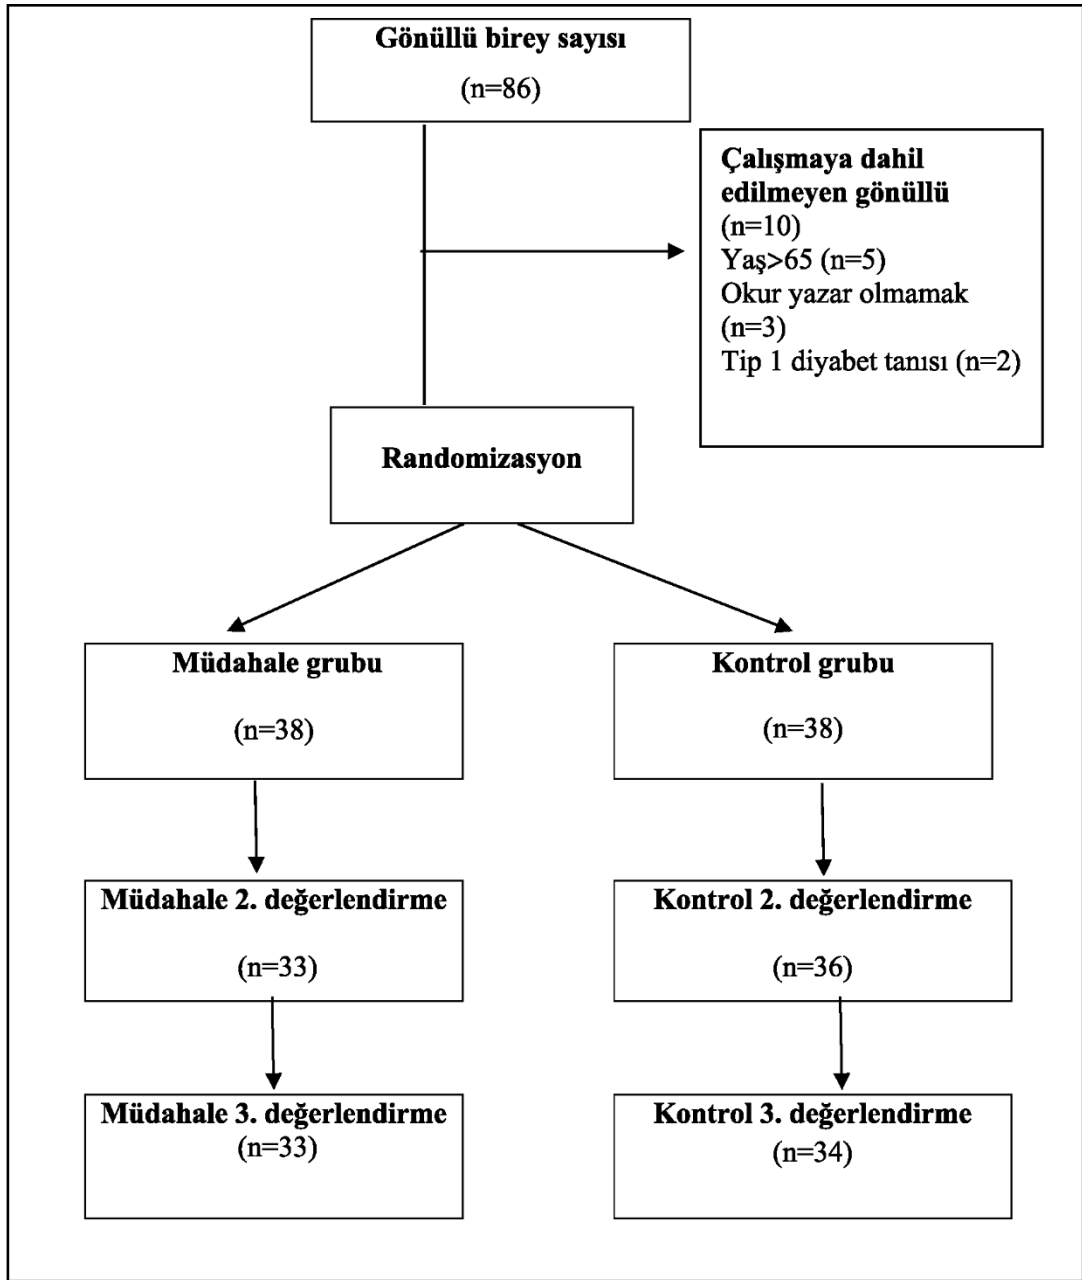 Gönüllü birey sayısı
(n=86)
Çalışmaya dahil
edilmeyen gönüllü
(n=10)
Yaş>65 (n=5)
Okur yazar olmamak
(n=3)
Tip 1 diyabet tanısı (n=2)
Randomizasyon
Müdahale grubu
(n=38)
Kontrol grubu
(n=38)
Müdahale 2. değerlendirme
(n=33)
Kontrol 2. değerlendirme
(n=36)
Müdahale 3. değerlendirme
(n=33)
Kontrol 3. değerlendirme
(n=34)